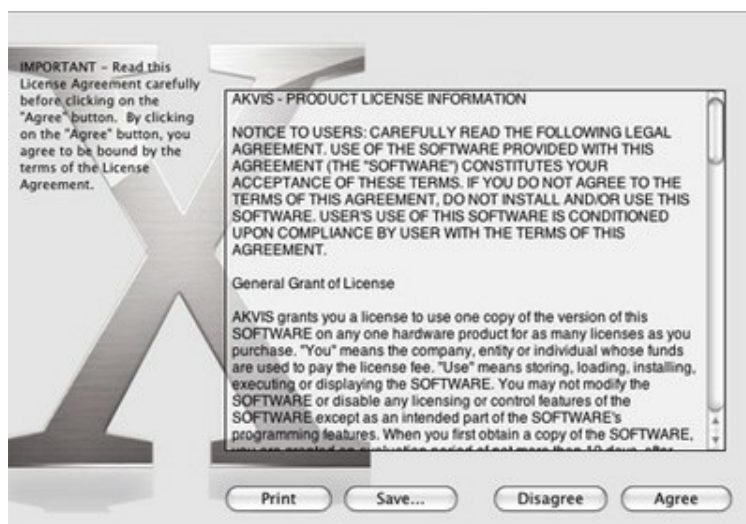 IMPORTANT - Read this
License Agreement carefully
before clicking on the
"Agree" button. By clicking
on the "Agree" button, you
agree to be bound by the
terms of the License
Agreement.
AKVIS - PRODUCT LICENSE INFORMATION
NOTICE TO USERS: CAREFULLY READ THE FOLLOWING LEGAL
AGREEMENT. USE OF THE SOFTWARE PROVIDED WITH THIS
AGREEMENT (THE "SOFTWARE") CONSTITUTES YOUR
ACCEPTANCE OF THESE TERMS. IF YOU DO NOT AGREE TO THE
TERMS OF THIS AGREEMENT, DO NOT INSTALL AND/OR USE THIS
SOFTWARE. USER'S USE OF THIS SOFTWARE IS CONDITIONED
UPON COMPLIANCE BY USER WITH THE TERMS OF THIS
AGREEMENT.
General Grant of License
AKVIS grants you a license to use one copy of the version of this
SOFTWARE on any one hardware product for as many licenses as you
purchase. "You" means the company, entity or individual whose funds
are used to pay the license fee. "Use" means storing, loading, installing,
executing or displaying the SOFTWARE. You may not modify the
SOFTWARE or disable any licensing or control features of the
SOFTWARE except as an intended part of the SOFTWARE's
programming features. When you first obtain a copy of the SOFTWARE,
Print Save... Disagree Agree